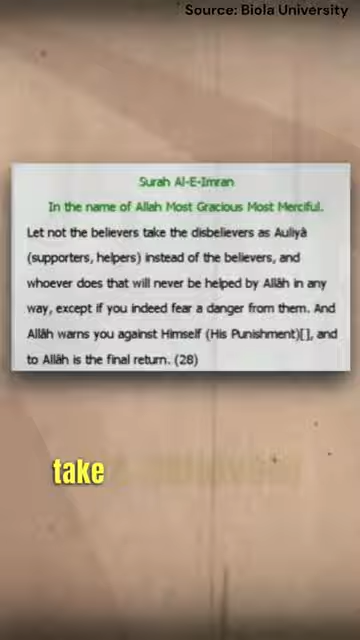 Source: Biola University
Surah Al-E-Imran
In the name of Allah Most Gracious Most Merciful.
Let not the believers take the disbelievers as Auliyâ
(supporters, helpers) instead of the believers, and
whoever does that will never be helped by Allâh in any
way, except if you indeed fear a danger from them. And
Allâh warns you against Himself (His Punishment)[], and
to Allâh is the final return. (28)
take